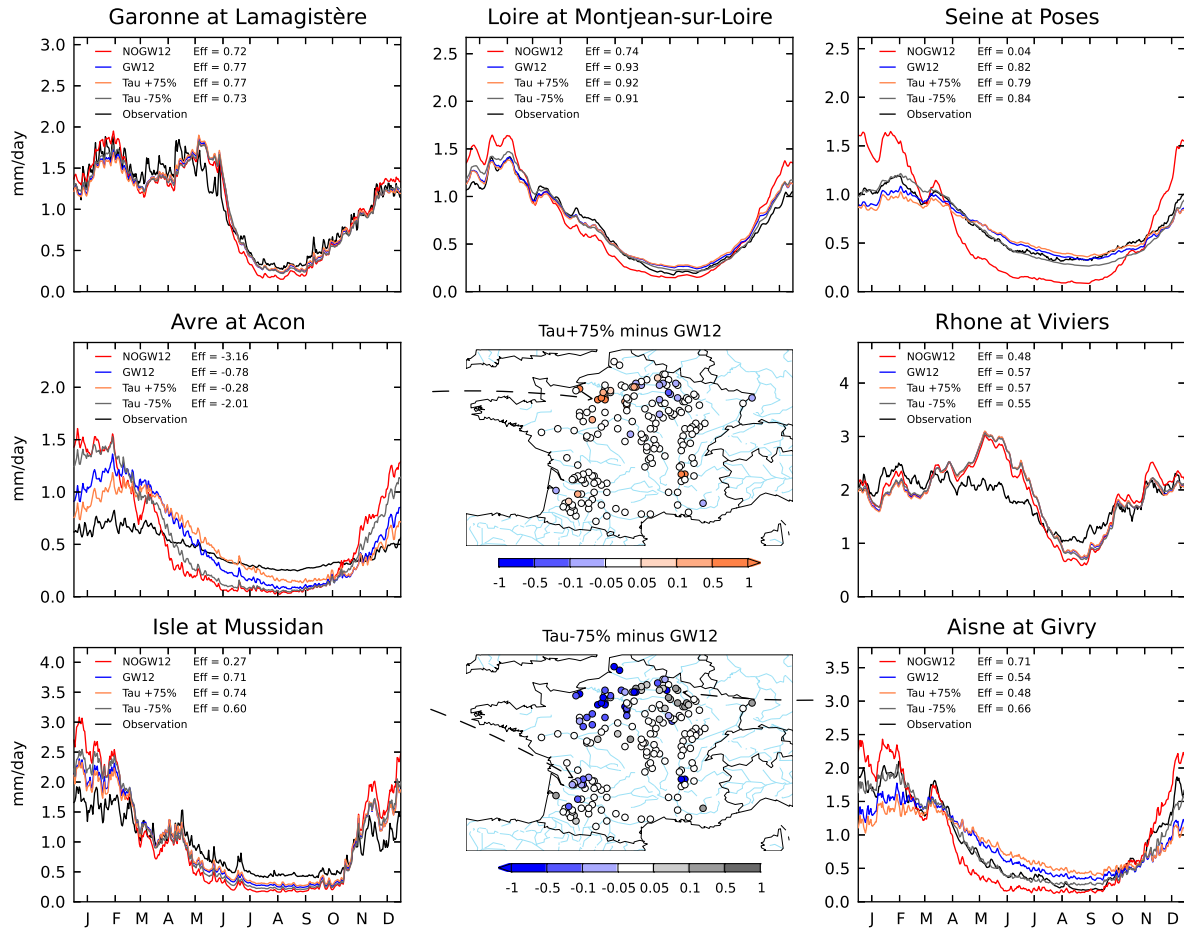 Garonne at Lamagistère
mm/day
3.0
2.5
2.0
1.5
1.0
0.5
0.0
NOGW12 Eff = 0.72
GW12 Eff = 0.77
Tau +75% Eff = 0.77
Tau -75% Eff = 0.73
Observation
Loire at Montjean-sur-Loire
2.5
2.0
1.5
1.0
0.5
0.0
NOGW12 Eff = 0.74
GW12 Eff = 0.93
Tau +75% Eff = 0.92
Tau -75% Eff = 0.91
Observation
Seine at Poses
2.5
2.0
1.5
1.0
0.5
0.0
NOGW12 Eff = 0.04
GW12 Eff = 0.82
Tau +75% Eff = 0.79
Tau -75% Eff = 0.84
Observation
Avre at Acon
mm/day
2.0
1.5
1.0
0.5
0.0
NOGW12 Eff = -3.16
GW12 Eff = -0.78
Tau +75% Eff = -0.28
Tau -75% Eff = -2.01
Observation
Tau+75% minus GW12
-1 -0.5 -0.1 -0.05 0.05 0.1 0.5 1
Rhone at Viviers
4
3
2
1
0
NOGW12 Eff = 0.48
GW12 Eff = 0.57
Tau +75% Eff = 0.57
Tau -75% Eff = 0.55
Observation
Isle at Mussidan
mm/day
4.0
3.5
3.0
2.5
2.0
1.5
1.0
0.5
0.0
NOGW12 Eff = 0.27
GW12 Eff = 0.71
Tau +75% Eff = 0.74
Tau -75% Eff = 0.60
Observation
J F M A M J J A S O N D
Tau-75% minus GW12
-1 -0.5 -0.1 -0.05 0.05 0.1 0.5 1
Aisne at Givry
3.5
3.0
2.5
2.0
1.5
1.0
0.5
0.0
NOGW12 Eff = 0.71
GW12 Eff = 0.54
Tau +75% Eff = 0.48
Tau -75% Eff = 0.66
Observation
J F M A M J J A S O N D